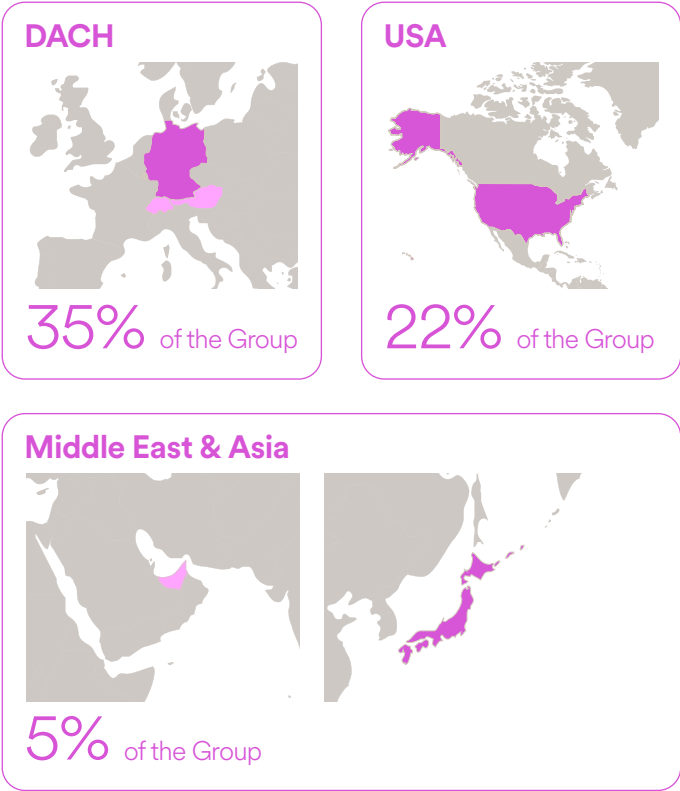 DACH
35% of the Group
USA
22% of the Group
Middle East & Asia
5% of the Group